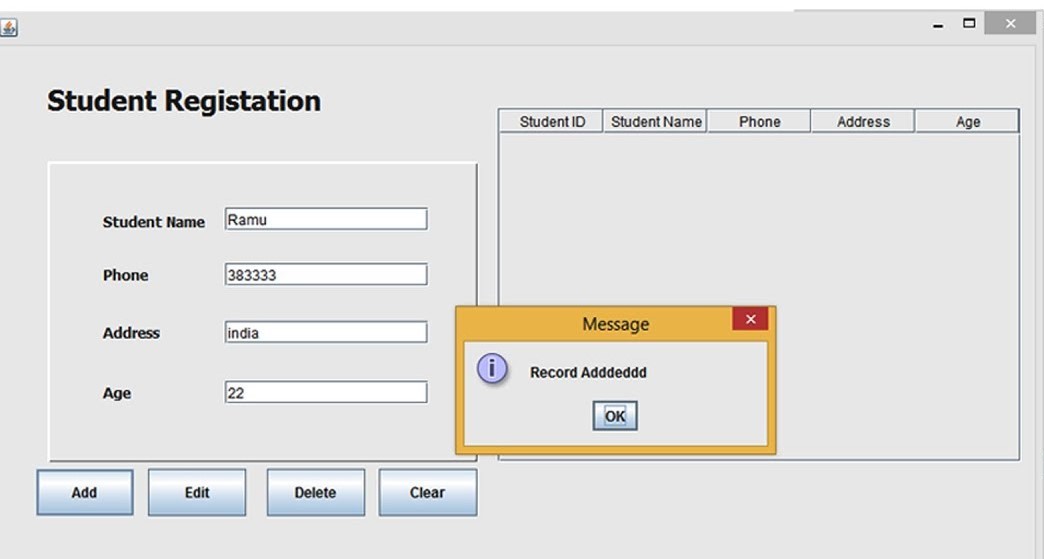 Student Registation
Student ID Student Name Phone Address Age
Student Name Ramu
Phone 383333
Address india
Age 22
Message
Record Adddeddd
OK
Add Edit Delete Clear